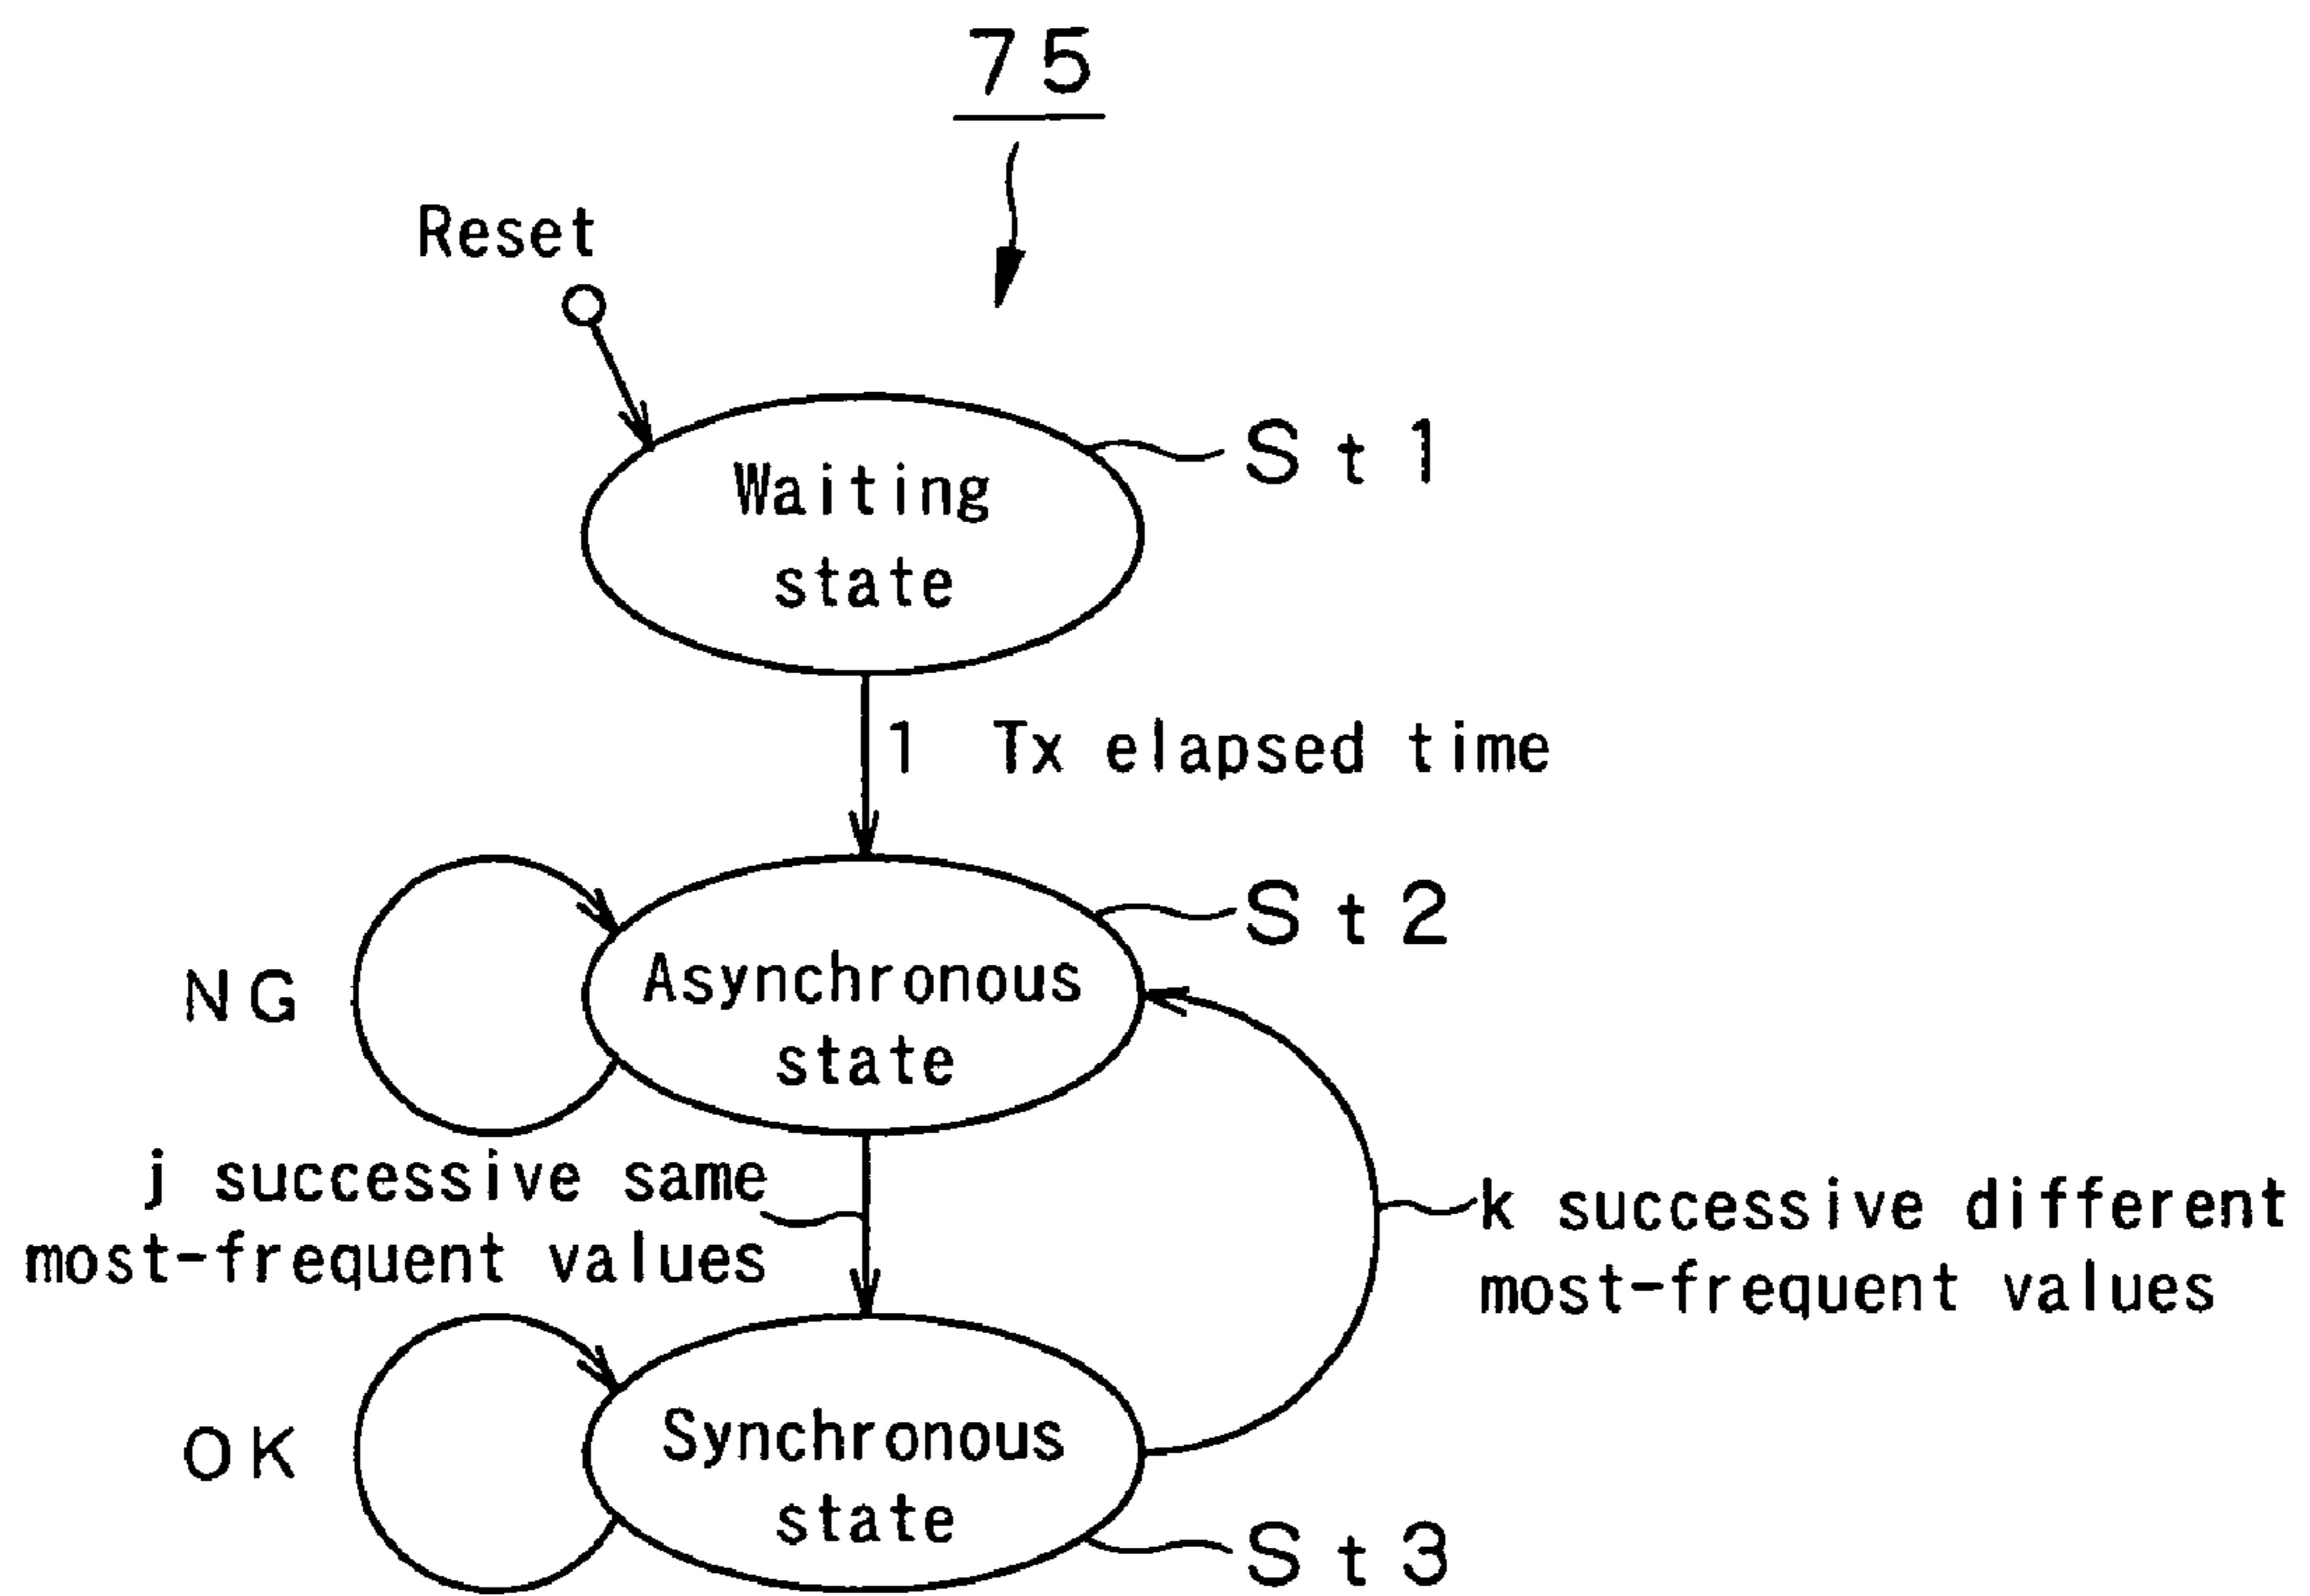 75
Reset
St1
Waiting
state
1 Tx elapsed time
St2
Asynchronous
state
NG
j successive same
most-frequent values
k successive different
most-frequent values
Synchronous
state
OK
St3